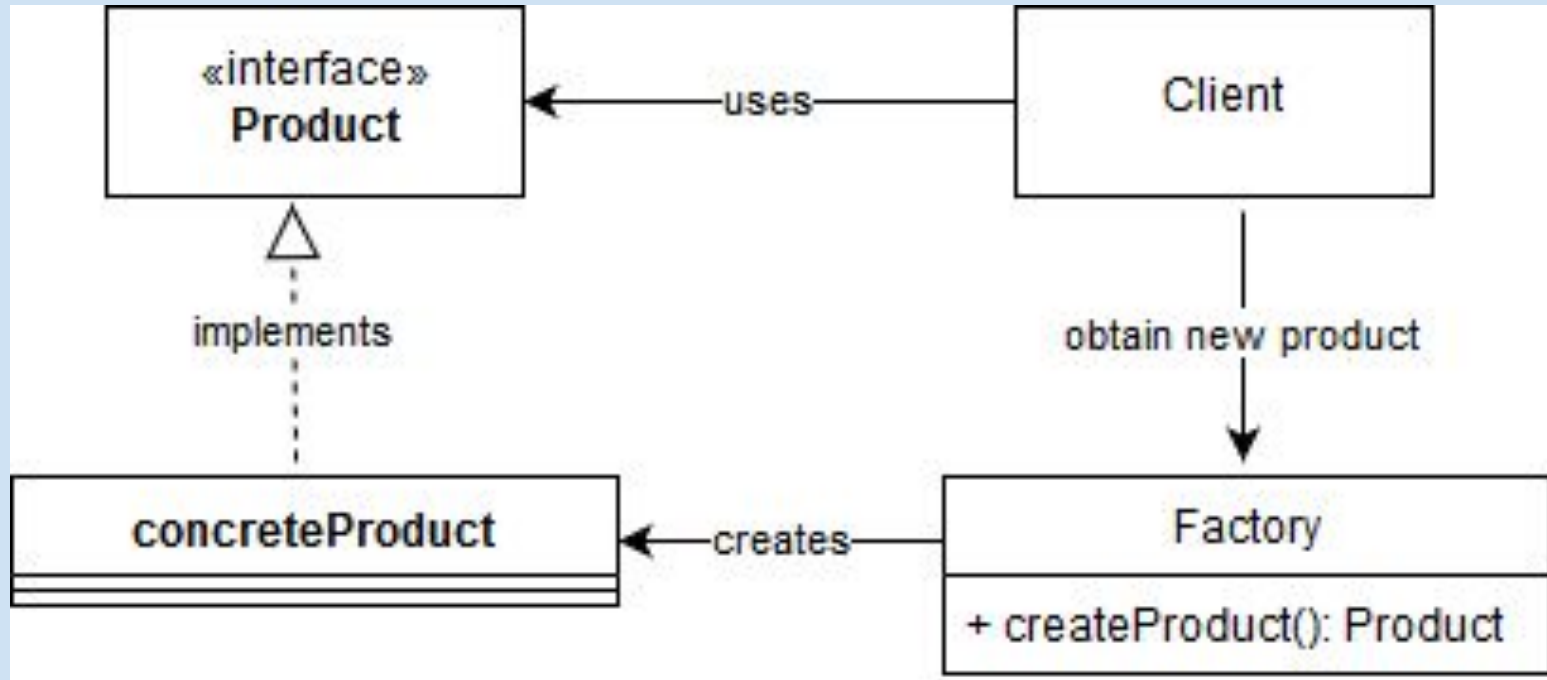 «interface»
Product
uses
Client
implements
obtain new product
concreteProduct
creates
Factory
+ createProduct(): Product